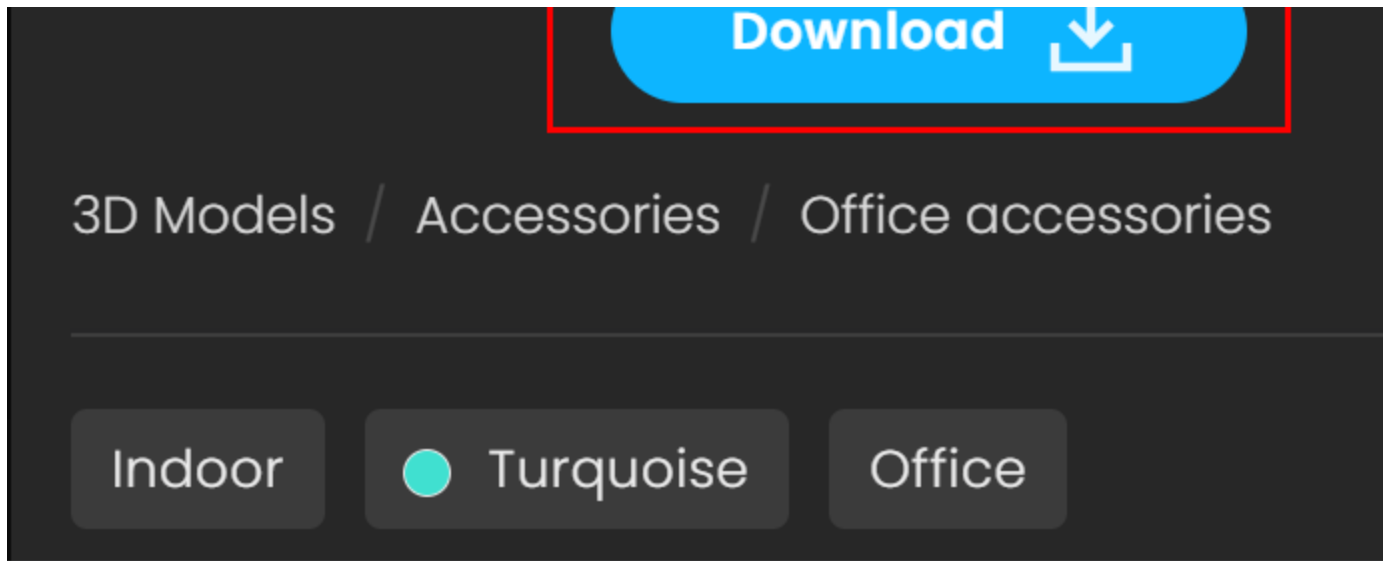 Download
3D Models / Accessories / Office accessories
Indoor Turquoise Office